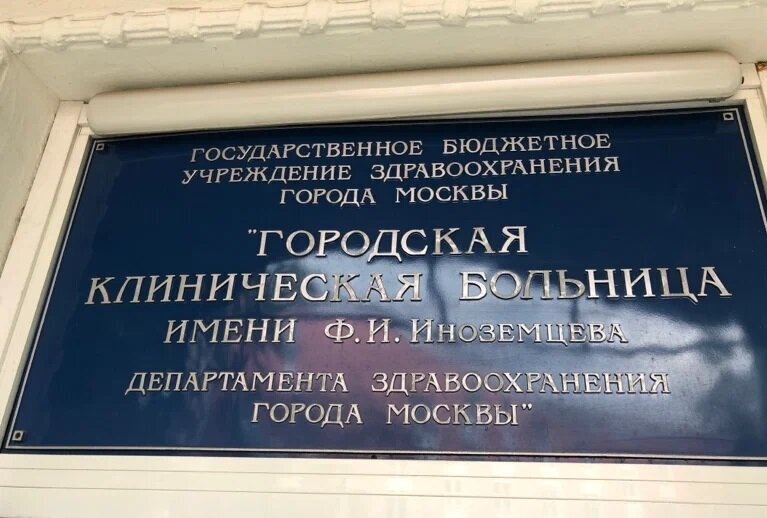 ГОСУДАРСТВЕННОЕ БЮДЖЕТНОЕ
УЧРЕЖДЕНИЕ ЗДРАВООХРАНЕНИЯ
ГОРОДА МОСКВЫ
"ГОРОДСКАЯ
КЛИНИЧЕСКАЯ БОЛЬНИЦА
ИМЕНИ Ф.И. ИНОЗЕМЦЕВА
ДЕПАРТАМЕНТА ЗДРАВООХРАНЕНИЯ
ГОРОДА МОСКВЫ"